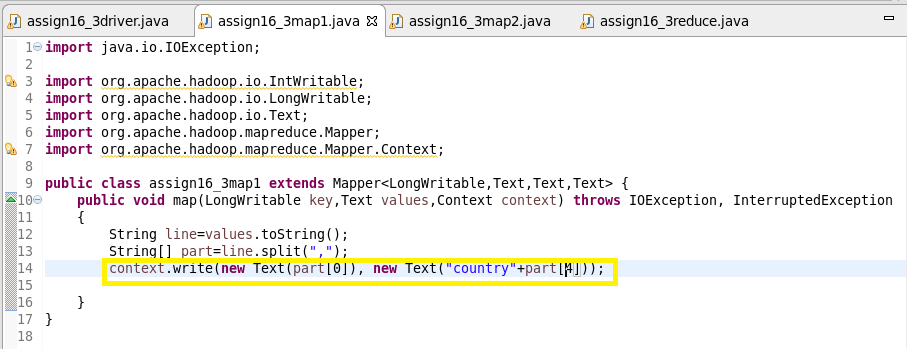 assign16_3driver.java assign16_3map1.java assign16_3map2.java assign16_3reduce.java
1 import java.io.IOException;
2
3 import org.apache.hadoop.io.IntWritable;
4 import org.apache.hadoop.io.LongWritable;
5 import org.apache.hadoop.io.Text;
6 import org.apache.hadoop.mapreduce.Mapper;
7 import org.apache.hadoop.mapreduce.Mapper.Context;
8
9 public class assign16_3map1 extends Mapper<LongWritable,Text,Text,Text> {
10 public void map(LongWritable key,Text values,Context context) throws IOException, InterruptedException
11 {
12 String line=values.toString();
13 String[] part=line.split(",");
14 context.write(new Text(part[0]), new Text("country"+part[4]));
15
16 }
17 }
18